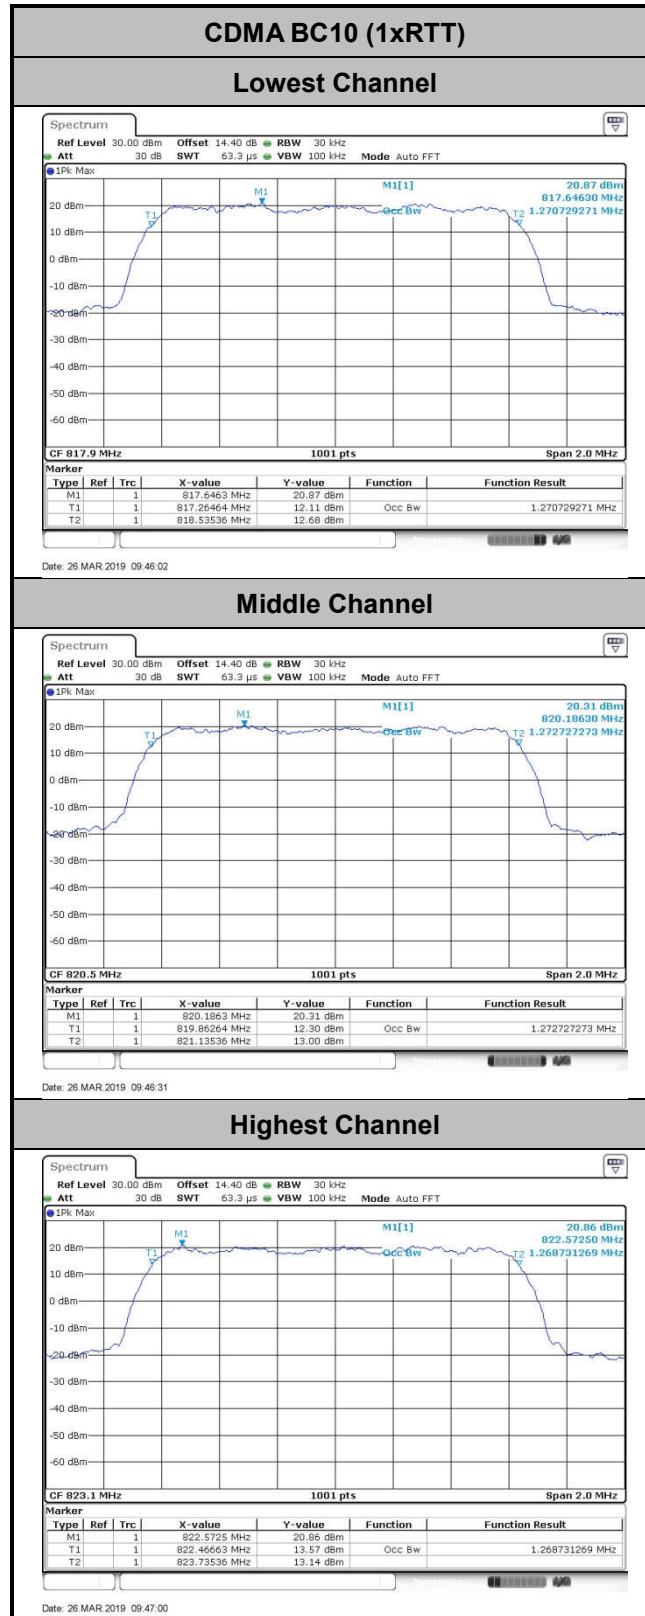 CDMA BC10 (1xRTT)
Lowest Channel
Spectrum
Ref Level 30.00 dBm Offset 14.40 dB RBW 30 kHz
Att 30 dB SWT 63.3 µs VBW 100 kHz Mode Auto FFT
1Pk Max
M1[1] 20.87 dBm
817.64630 MHz
Occ Bw 1.270729271 MHz
M1
T1
T2
20 dBm
10 dBm
0 dBm
-10 dBm
-20 dBm
-30 dBm
-40 dBm
-50 dBm
-60 dBm
CF 817.9 MHz 1001 pts Span 2.0 MHz
Marker
Type Ref Trc X-value Y-value Function Function Result
M1 1 817.6463 MHz 20.87 dBm
T1 1 817.26464 MHz 12.11 dBm Occ Bw 1.270729271 MHz
T2 1 818.53536 MHz 12.68 dBm
Date: 26.MAR.2019 09:46:02
Middle Channel
Spectrum
Ref Level 30.00 dBm Offset 14.40 dB RBW 30 kHz
Att 30 dB SWT 63.3 µs VBW 100 kHz Mode Auto FFT
1Pk Max
M1[1] 20.31 dBm
820.18630 MHz
Occ Bw 1.272727273 MHz
M1
T1
T2
20 dBm
10 dBm
0 dBm
-10 dBm
-20 dBm
-30 dBm
-40 dBm
-50 dBm
-60 dBm
CF 820.5 MHz 1001 pts Span 2.0 MHz
Marker
Type Ref Trc X-value Y-value Function Function Result
M1 1 820.1863 MHz 20.31 dBm
T1 1 819.86264 MHz 12.30 dBm Occ Bw 1.272727273 MHz
T2 1 821.13536 MHz 13.00 dBm
Date: 26.MAR.2019 09:46:31
Highest Channel
Spectrum
Ref Level 30.00 dBm Offset 14.40 dB RBW 30 kHz
Att 30 dB SWT 63.3 µs VBW 100 kHz Mode Auto FFT
1Pk Max
M1[1] 20.86 dBm
822.57250 MHz
Occ Bw 1.268731269 MHz
M1
T1
T2
20 dBm
10 dBm
0 dBm
-10 dBm
-20 dBm
-30 dBm
-40 dBm
-50 dBm
-60 dBm
CF 823.1 MHz 1001 pts Span 2.0 MHz
Marker
Type Ref Trc X-value Y-value Function Function Result
M1 1 822.5725 MHz 20.86 dBm
T1 1 822.46663 MHz 13.57 dBm Occ Bw 1.268731269 MHz
T2 1 823.73536 MHz 13.14 dBm
Date: 26.MAR.2019 09:47:00